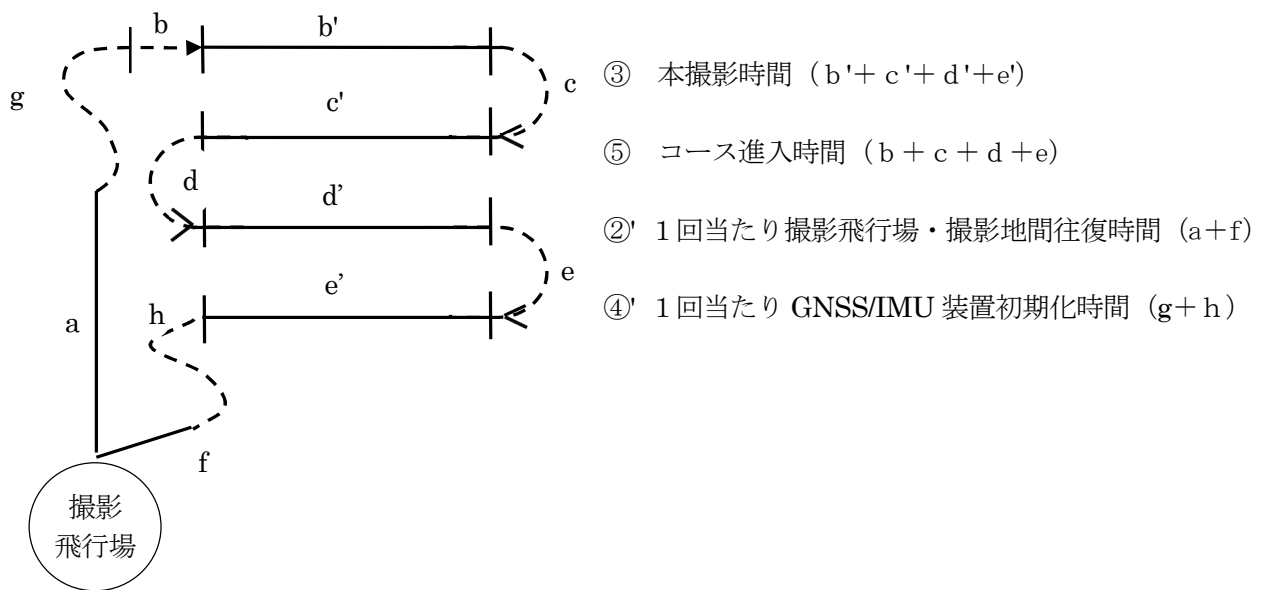 b
b'
g
c
③ 本撮影時間（b'+c'+d'+e'）
c'
⑤ コース進入時間（b+c+d+e）
d
d’
②' 1回当たり撮影飛行場・撮影地間往復時間（a+f）
e
e’
④' 1回当たり GNSS/IMU 装置初期化時間（g+h）
h
a
f
撮影
飛行場